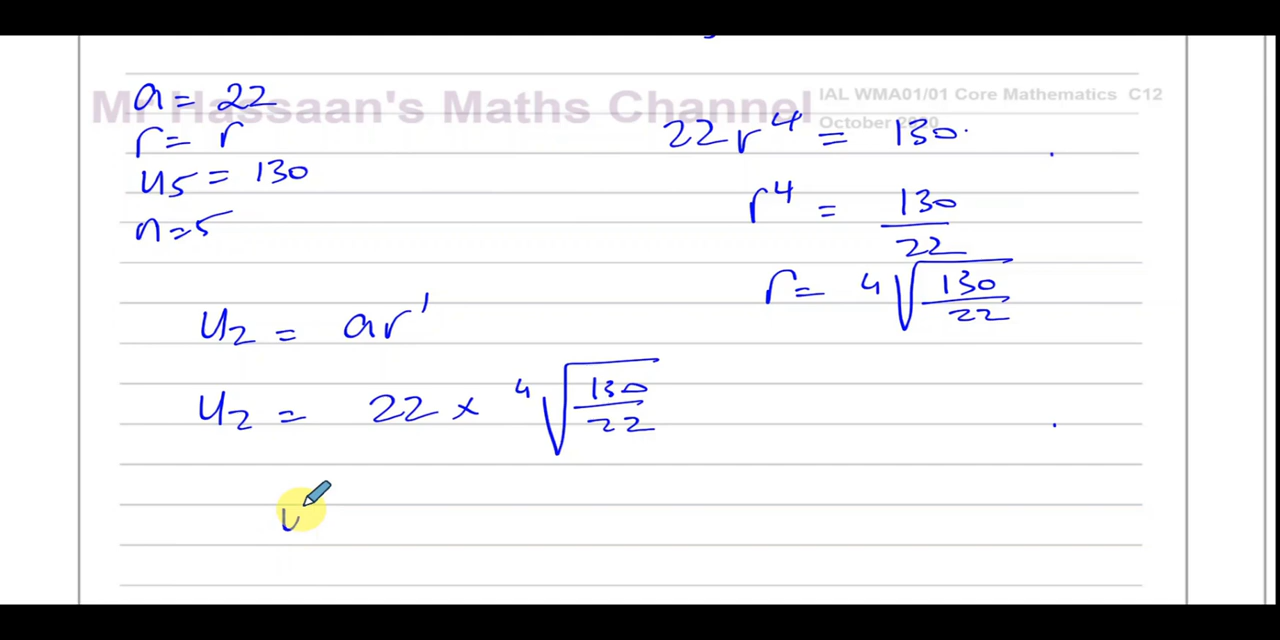 Mr Hassaan's Maths Channel
IAL WMA01/01 Core Mathematics C12
October 2020
a = 22
r = r
u5 = 130
n = 5
22r⁴ = 130
r⁴ = 130/22
r = ⁴√(130/22)
u₂ = ar¹
u₂ = 22 × ⁴√(130/22)